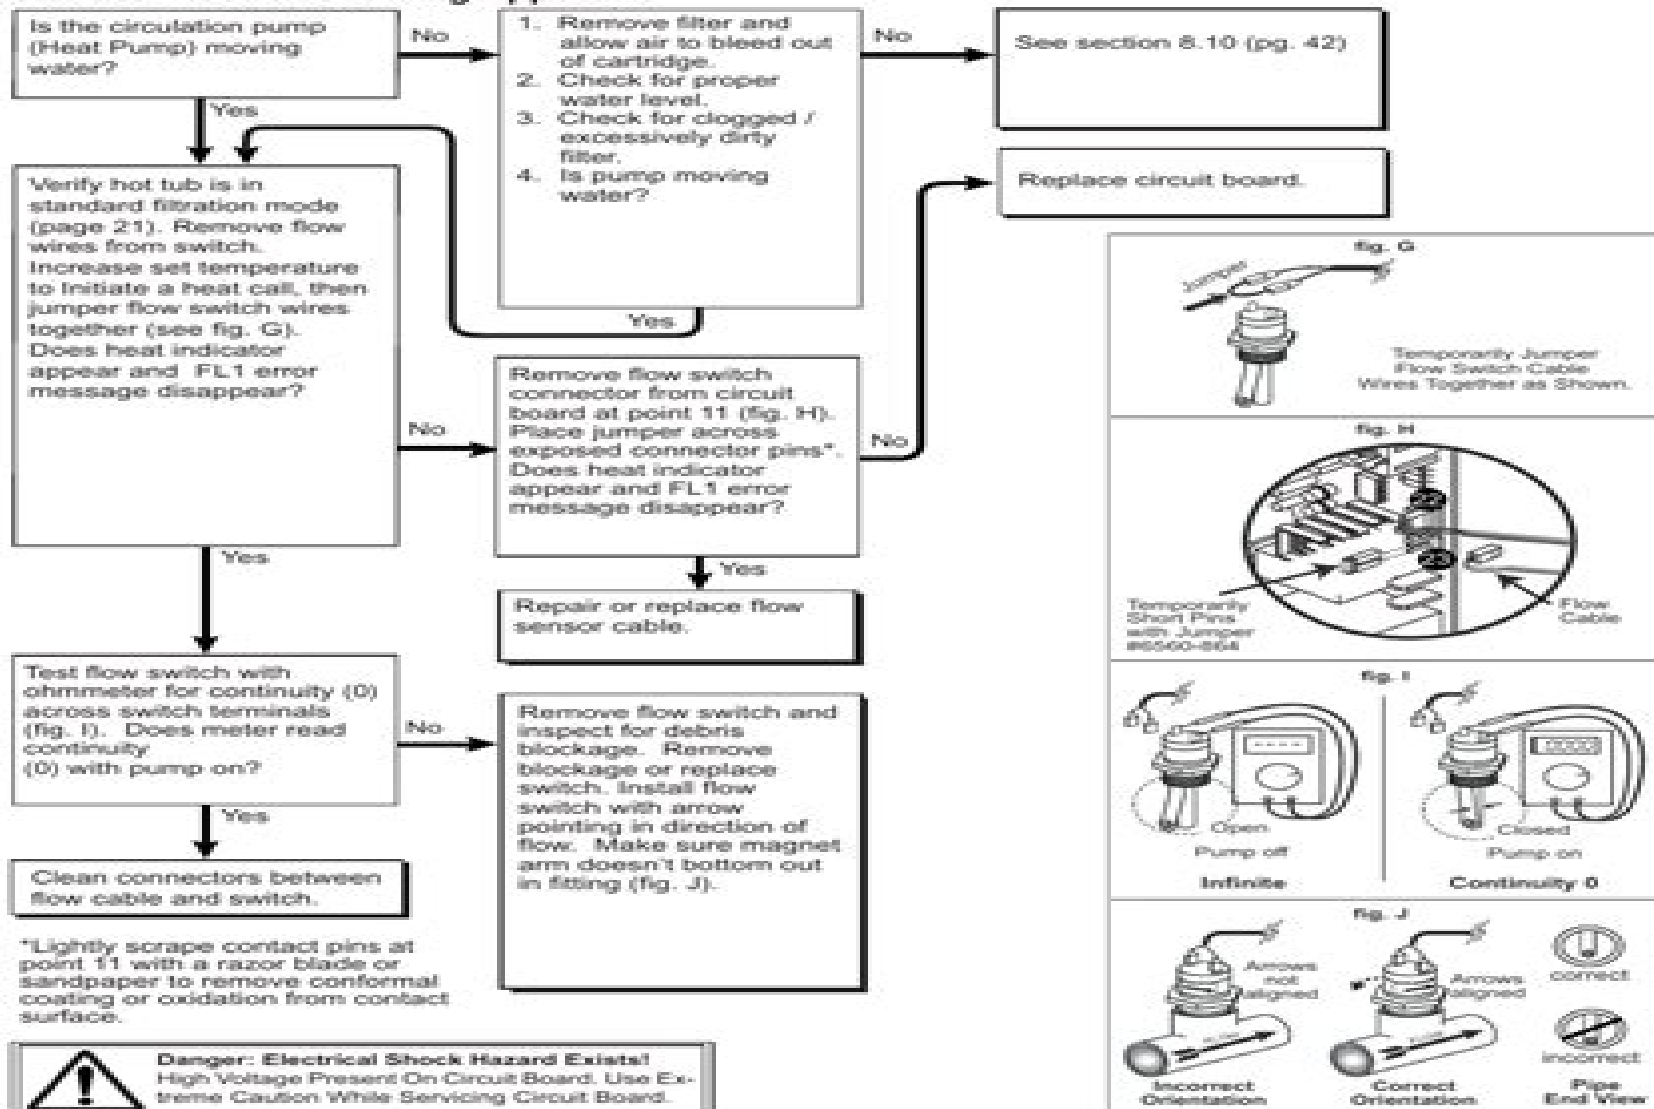 Is the circulation pump
(Heat Pump) moving
water?
No
1. Remove filter and
allow air to bleed out
of cartridge.
2. Check for proper
water level.
3. Check for clogged /
excessively dirty
filter.
4. Is pump moving
water?
No
See section 8.10 (pg. 42)
Yes
Yes
Verify hot tub is in
standard filtration mode
(page 21). Remove flow
wires from switch.
Increase set temperature
to Initiate a heat call, then
jumper flow switch wires
together (see fig. G).
Does heat indicator
appear and FL1 error
message disappear?
No
Remove flow switch
connector from circuit
board at point 11 (fig. H).
Place jumper across
exposed connector pins*.
Does heat indicator
appear and FL1 error
message disappear?
No
Replace circuit board.
Yes
Repair or replace flow
sensor cable.
Yes
Test flow switch with
ohmmeter for continuity (0)
across switch terminals
(fig. I). Does meter read
continuity
(0) with pump on?
No
Remove flow switch and
inspect for debris
blockage. Remove
blockage or replace
switch. Install flow
switch with arrow
pointing in direction of
flow. Make sure magnet
arm doesn't bottom out
in fitting (fig. J).
Yes
Clean connectors between
flow cable and switch.
*Lightly scrape contact pins at
point 11 with a razor blade or
sandpaper to remove conformal
coating or oxidation from contact
surface.
Danger: Electrical Shock Hazard Exists!
High Voltage Present On Circuit Board. Use Ex-
treme Caution While Servicing Circuit Board.
fig. G
Jumper
Temporarily Jumper
Flow Switch Cable
Wires Together as Shown.
fig. H
Temporarily
Short Pins
with Jumper
#6560-864
Flow
Cable
fig. I
Open
Pump off
Infinite
Closed
Pump on
Continuity 0
fig. J
Arrows
not
aligned
Incorrect
Orientation
Arrows
aligned
Correct
Orientation
correct
incorrect
Pipe
End View